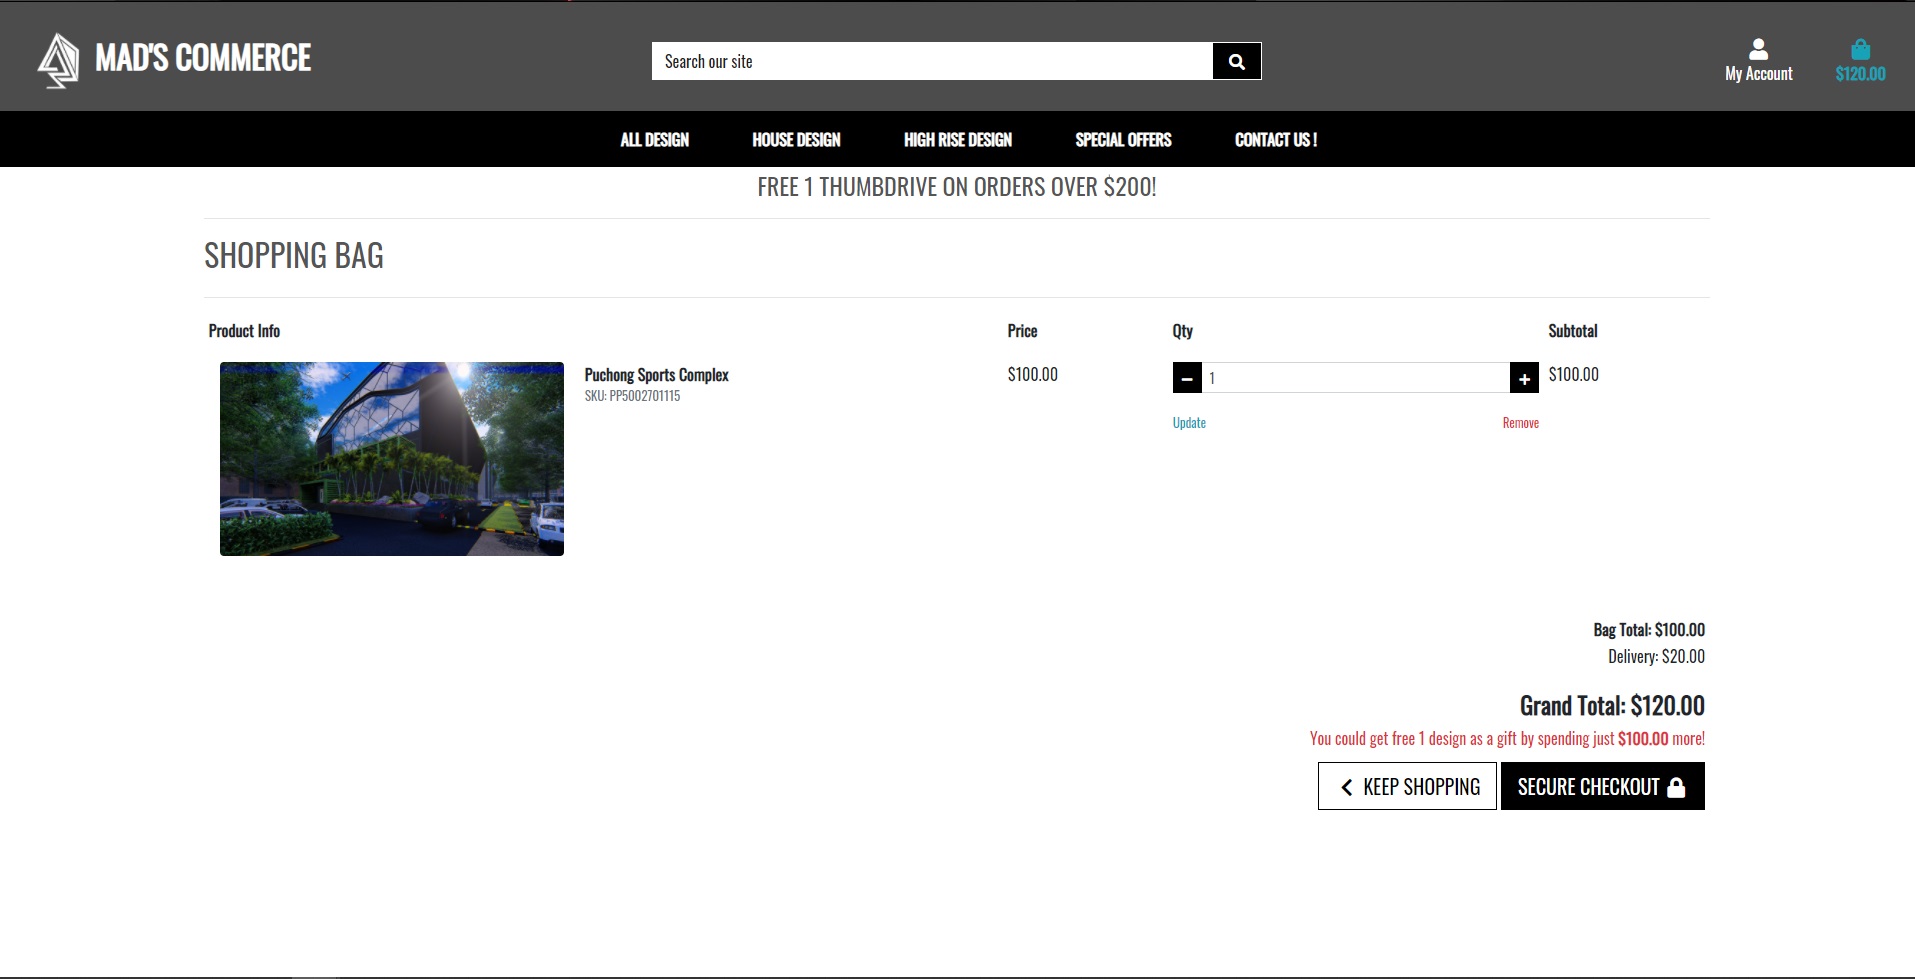 MAD'S COMMERCE
Search our site
My Account
$120.00
ALL DESIGN
HOUSE DESIGN
HIGH RISE DESIGN
SPECIAL OFFERS
CONTACT US !
FREE 1 THUMBDRIVE ON ORDERS OVER $200!
SHOPPING BAG
Product Info
Price
Qty
Subtotal
Puchong Sports Complex
SKU: PP5002701115
$100.00
1
$100.00
Update
Remove
Bag Total: $100.00
Delivery: $20.00
Grand Total: $120.00
You could get free 1 design as a gift by spending just $100.00 more!
KEEP SHOPPING
SECURE CHECKOUT